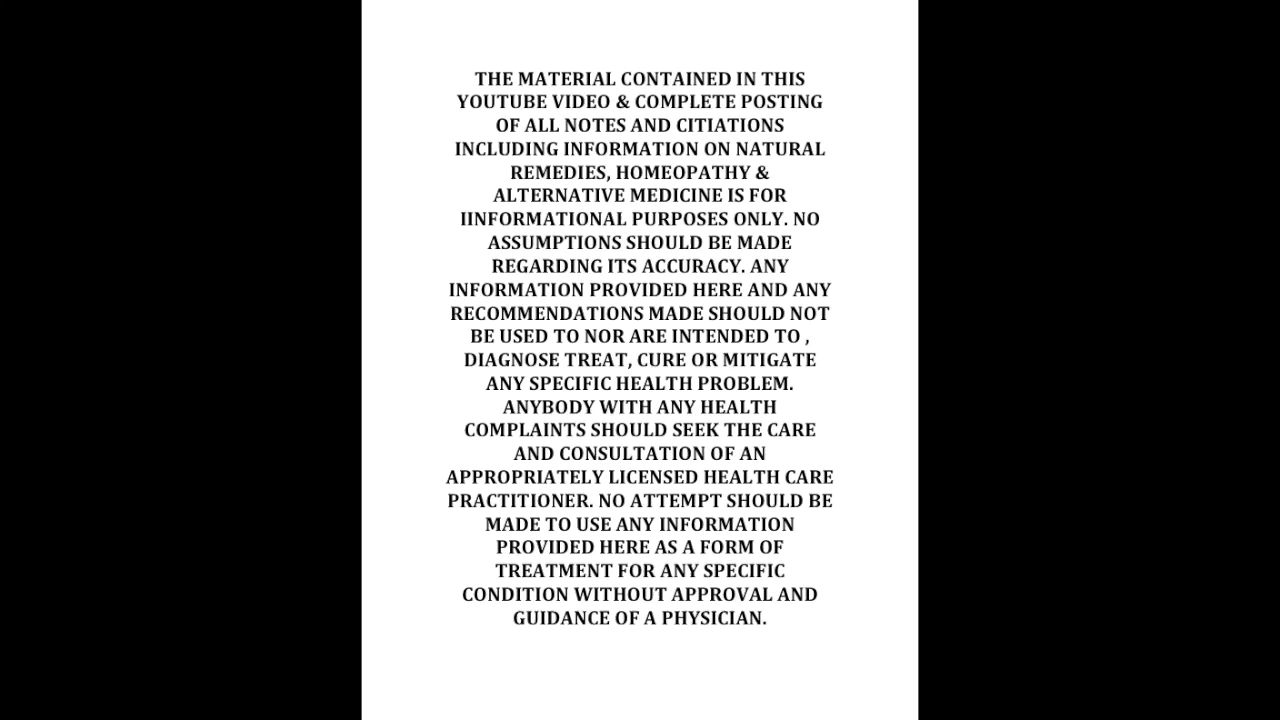 THE MATERIAL CONTAINED IN THIS
YOUTUBE VIDEO & COMPLETE POSTING
OF ALL NOTES AND CITIATIONS
INCLUDING INFORMATION ON NATURAL
REMEDIES, HOMEOPATHY &
ALTERNATIVE MEDICINE IS FOR
IINFORMATIONAL PURPOSES ONLY. NO
ASSUMPTIONS SHOULD BE MADE
REGARDING ITS ACCURACY. ANY
INFORMATION PROVIDED HERE AND ANY
RECOMMENDATIONS MADE SHOULD NOT
BE USED TO NOR ARE INTENDED TO ,
DIAGNOSE TREAT, CURE OR MITIGATE
ANY SPECIFIC HEALTH PROBLEM.
ANYBODY WITH ANY HEALTH
COMPLAINTS SHOULD SEEK THE CARE
AND CONSULTATION OF AN
APPROPRIATELY LICENSED HEALTH CARE
PRACTITIONER. NO ATTEMPT SHOULD BE
MADE TO USE ANY INFORMATION
PROVIDED HERE AS A FORM OF
TREATMENT FOR ANY SPECIFIC
CONDITION WITHOUT APPROVAL AND
GUIDANCE OF A PHYSICIAN.